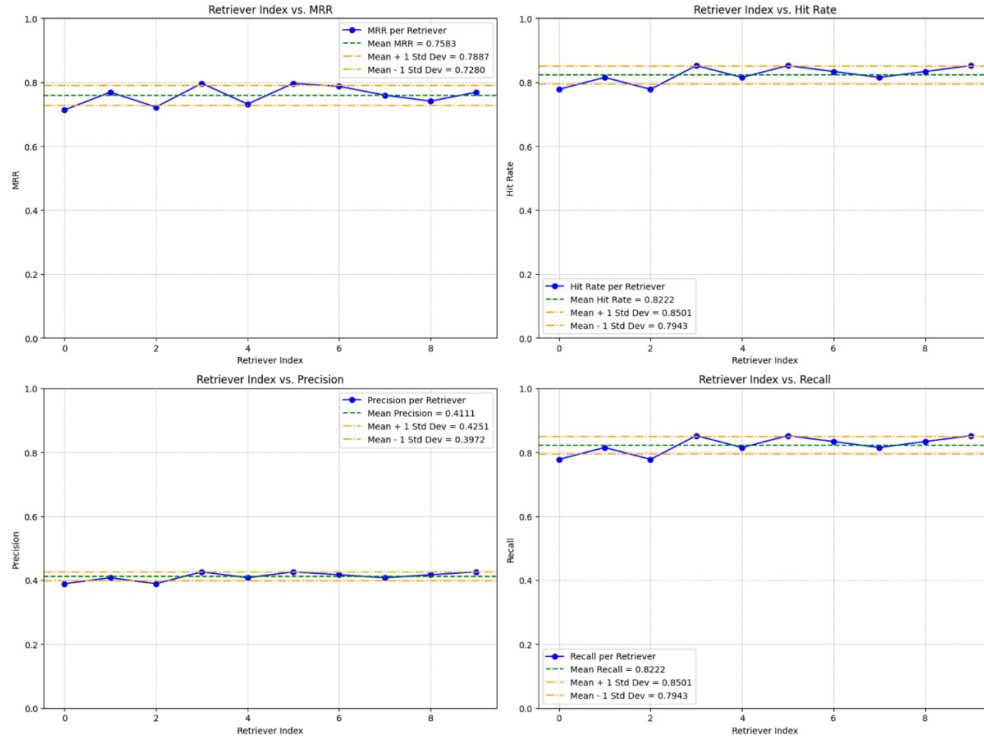 Retriever Index vs. MRR
1.0
0.8
0.6
0.4
0.2
0.0
MRR
MRR per Retriever
Mean MRR = 0.7583
Mean + 1 Std Dev = 0.7887
Mean - 1 Std Dev = 0.7280
0 2 4 6 8
Retriever Index
Retriever Index vs. Hit Rate
1.0
0.8
0.6
0.4
0.2
0.0
Hit Rate
Hit Rate per Retriever
Mean Hit Rate = 0.8222
Mean + 1 Std Dev = 0.8501
Mean - 1 Std Dev = 0.7943
0 2 4 6 8
Retriever Index
Retriever Index vs. Precision
1.0
0.8
0.6
0.4
0.2
0.0
Precision
Precision per Retriever
Mean Precision = 0.4111
Mean + 1 Std Dev = 0.4251
Mean - 1 Std Dev = 0.3972
0 2 4 6 8
Retriever Index
Retriever Index vs. Recall
1.0
0.8
0.6
0.4
0.2
0.0
Recall
Recall per Retriever
Mean Recall = 0.8222
Mean + 1 Std Dev = 0.8501
Mean - 1 Std Dev = 0.7943
0 2 4 6 8
Retriever Index